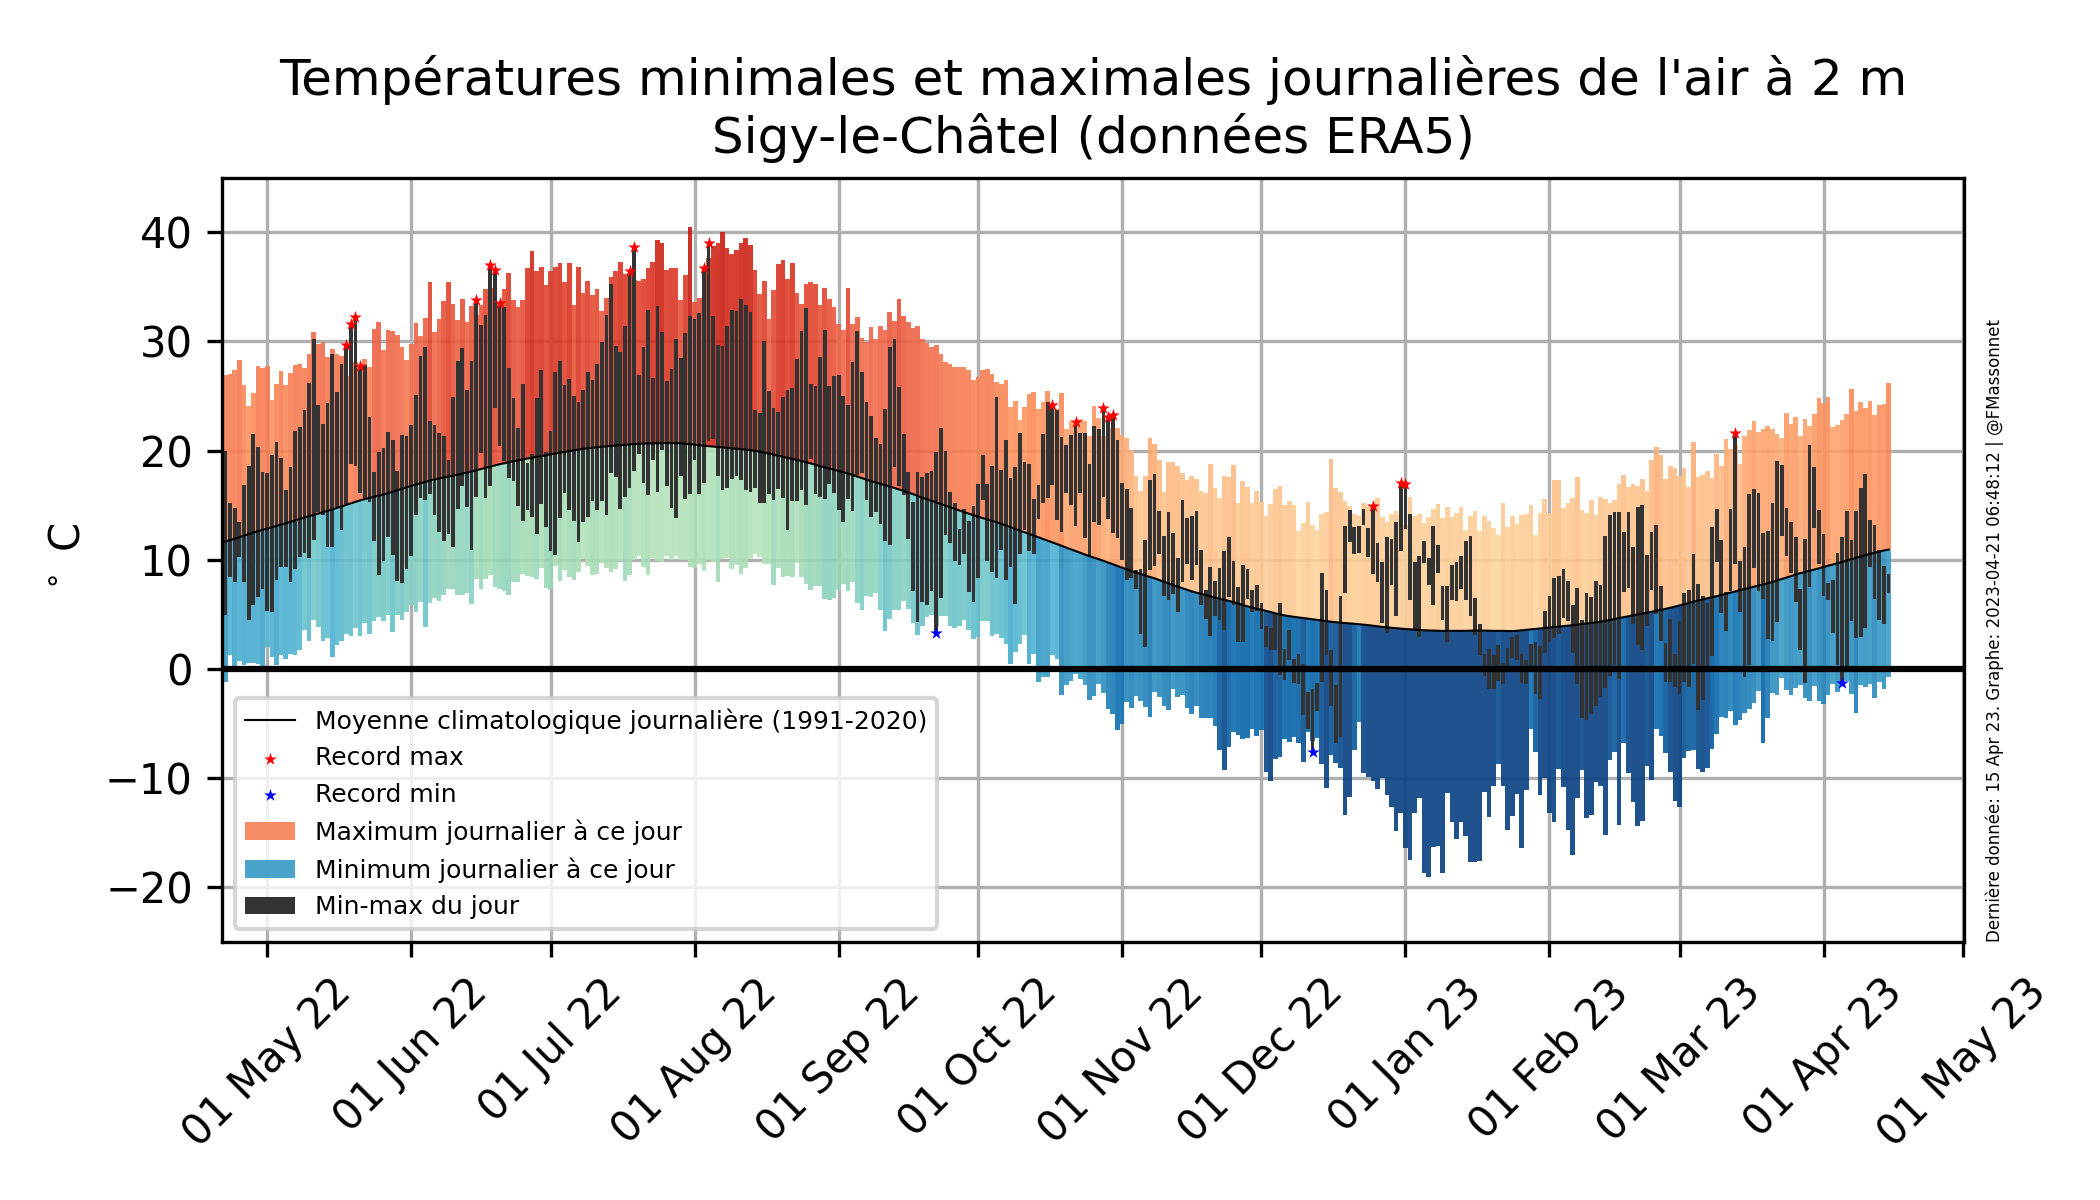 Températures minimales et maximales journalières de l'air à 2 m
Sigy-le-Châtel (données ERA5)
° C
40
30
20
10
0
−10
−20
Moyenne climatologique journalière (1991-2020)
Record max
Record min
Maximum journalier à ce jour
Minimum journalier à ce jour
Min-max du jour
01 May 22
01 Jun 22
01 Jul 22
01 Aug 22
01 Sep 22
01 Oct 22
01 Nov 22
01 Dec 22
01 Jan 23
01 Feb 23
01 Mar 23
01 Apr 23
01 May 23
Dernière donnée: 15 Apr 23. Graphe: 2023-04-21 06:48:12 | @FMassonnet